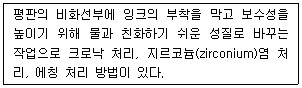 평판의 비화선부에 잉크의 부착을 막고 보수성을
높이기 위해 물과 친화하기 쉬운 성질로 바꾸는
작업으로 크로낙 처리, 지르코늄(zirconium)염 처
리, 에칭 처리 방법이 있다.